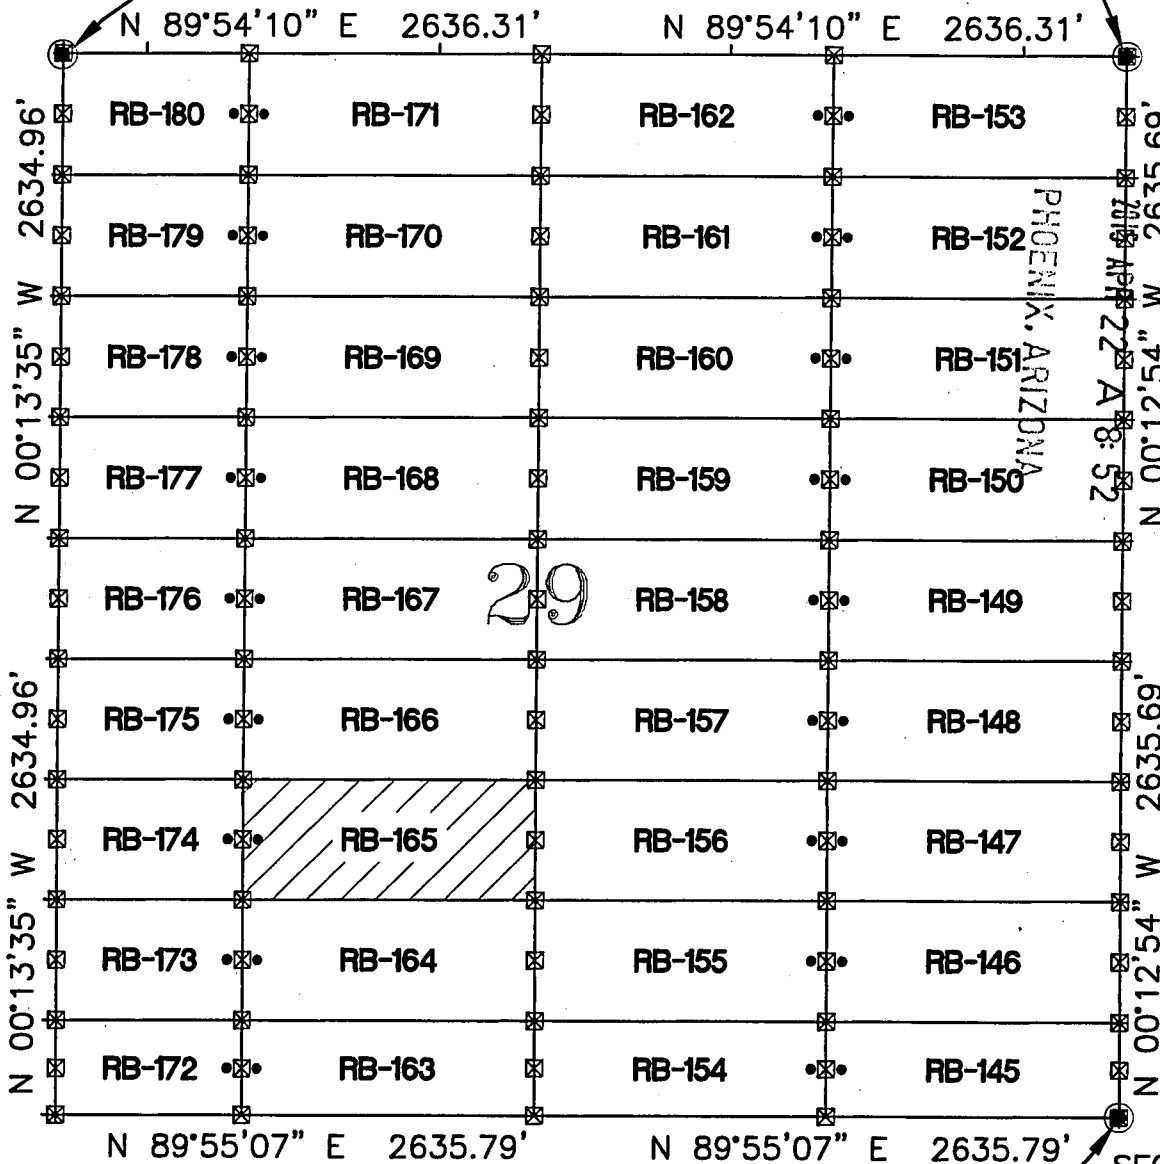 N 89°54'10" E 2636.31' N 89°54'10" E 2636.31'
N 00°13'35" W 2634.96'
N 00°13'35" W 2634.96'
RB-180 RB-171 RB-162 RB-153
RB-179 RB-170 RB-161 RB-152
RB-178 RB-169 RB-160 RB-151
RB-177 RB-168 RB-159 RB-150
RB-176 RB-167 29 RB-158 RB-149
RB-175 RB-166 RB-157 RB-148
RB-174 RB-165 RB-156 RB-147
RB-173 RB-164 RB-155 RB-146
RB-172 RB-163 RB-154 RB-145
N 00°12'54" W 2635.69'
N 00°12'54" W 2635.69'
22 A 8:52
PHOENIX, ARIZONA
N 89°55'07" E 2635.79' N 89°55'07" E 2635.79'